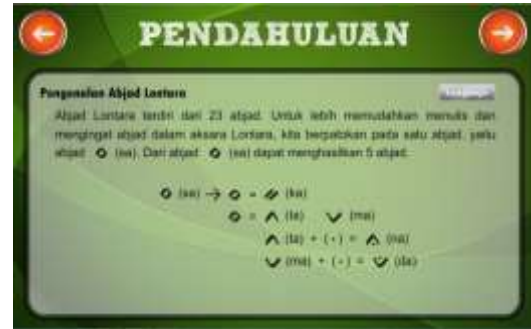 PENDAHULUAN
Pengenalan Abjad Lontara
Abjad Lontara terdiri dari 23 abjad. Untuk lebih memudahkan menulis dan
mengingat abjad dalam aksara Lontara, kita berpatokan pada satu abjad, yaitu
abjad ᨔ (sa). Dari abjad ᨔ (sa) dapat menghasilkan 5 abjad.
ᨔ (sa) → ᨔ = ᨀ (ka)
ᨔ = ᨈ (ta) ᨆ (ma)
ᨈ (ta) + ( • ) = ᨊ (na)
ᨆ (ma) + ( • ) = ᨉ (da)